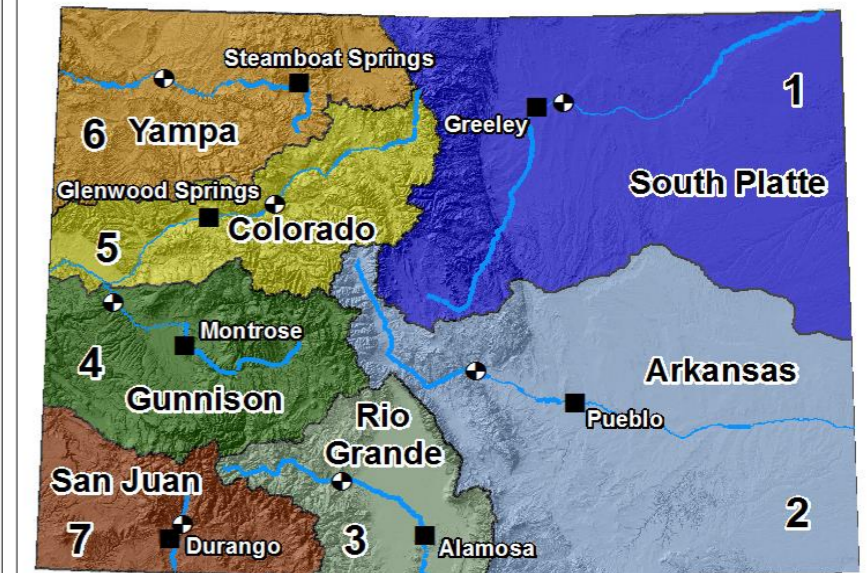 Steamboat Springs
1
Greeley
6 Yampa
South Platte
Glenwood Springs
Colorado
5
Montrose
4
Arkansas
Gunnison
Rio
Grande
Pueblo
San Juan
2
7
Durango
3
Alamosa